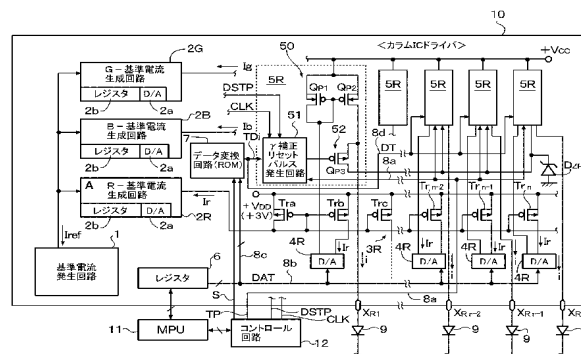 10
G－基準電流
生成回路
レジスタ
D/A
2b
2a
2G
Ig
B－基準電流
生成回路
レジスタ
D/A
2b
2a
2B
Ib
R－基準電流
生成回路
レジスタ
D/A
2b
2a
2R
A
Ir
Iref
1
基準電流
発生回路
7
データ変換
回路(ROM)
TDi
8c
DSTP
CLK
50
5R
QP1
QP2
51
γ補正
リセット
パルス
発生回路
52
QP3
＜カラムICドライバ＞
+Vcc
5R
5R
5R
5R
8d
DT
8a
+VDD
(+3V)
Tra
Trb
Trc
Trn-2
Trn-1
Trn
4R
D/A
Ir
i
3R
4R
D/A
Ir
D/A
Ir
4R
D/A
Ir
i
6
レジスタ
DAT
8b
8a
S
TP
DSTP
CLK
11
MPU
コントロール
回路
12
XR1
XRn-2
XRn-1
9
9
9
9